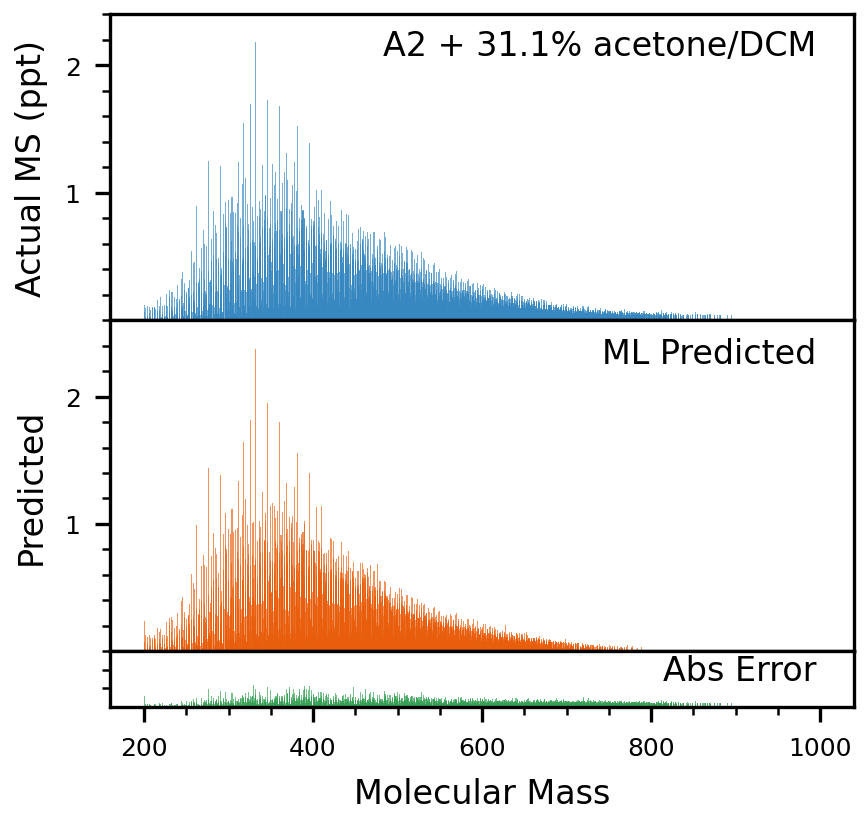 A2 + 31.1% acetone/DCM
Actual MS (ppt)
2
1
ML Predicted
Predicted
2
1
Abs Error
200 400 600 800 1000
Molecular Mass